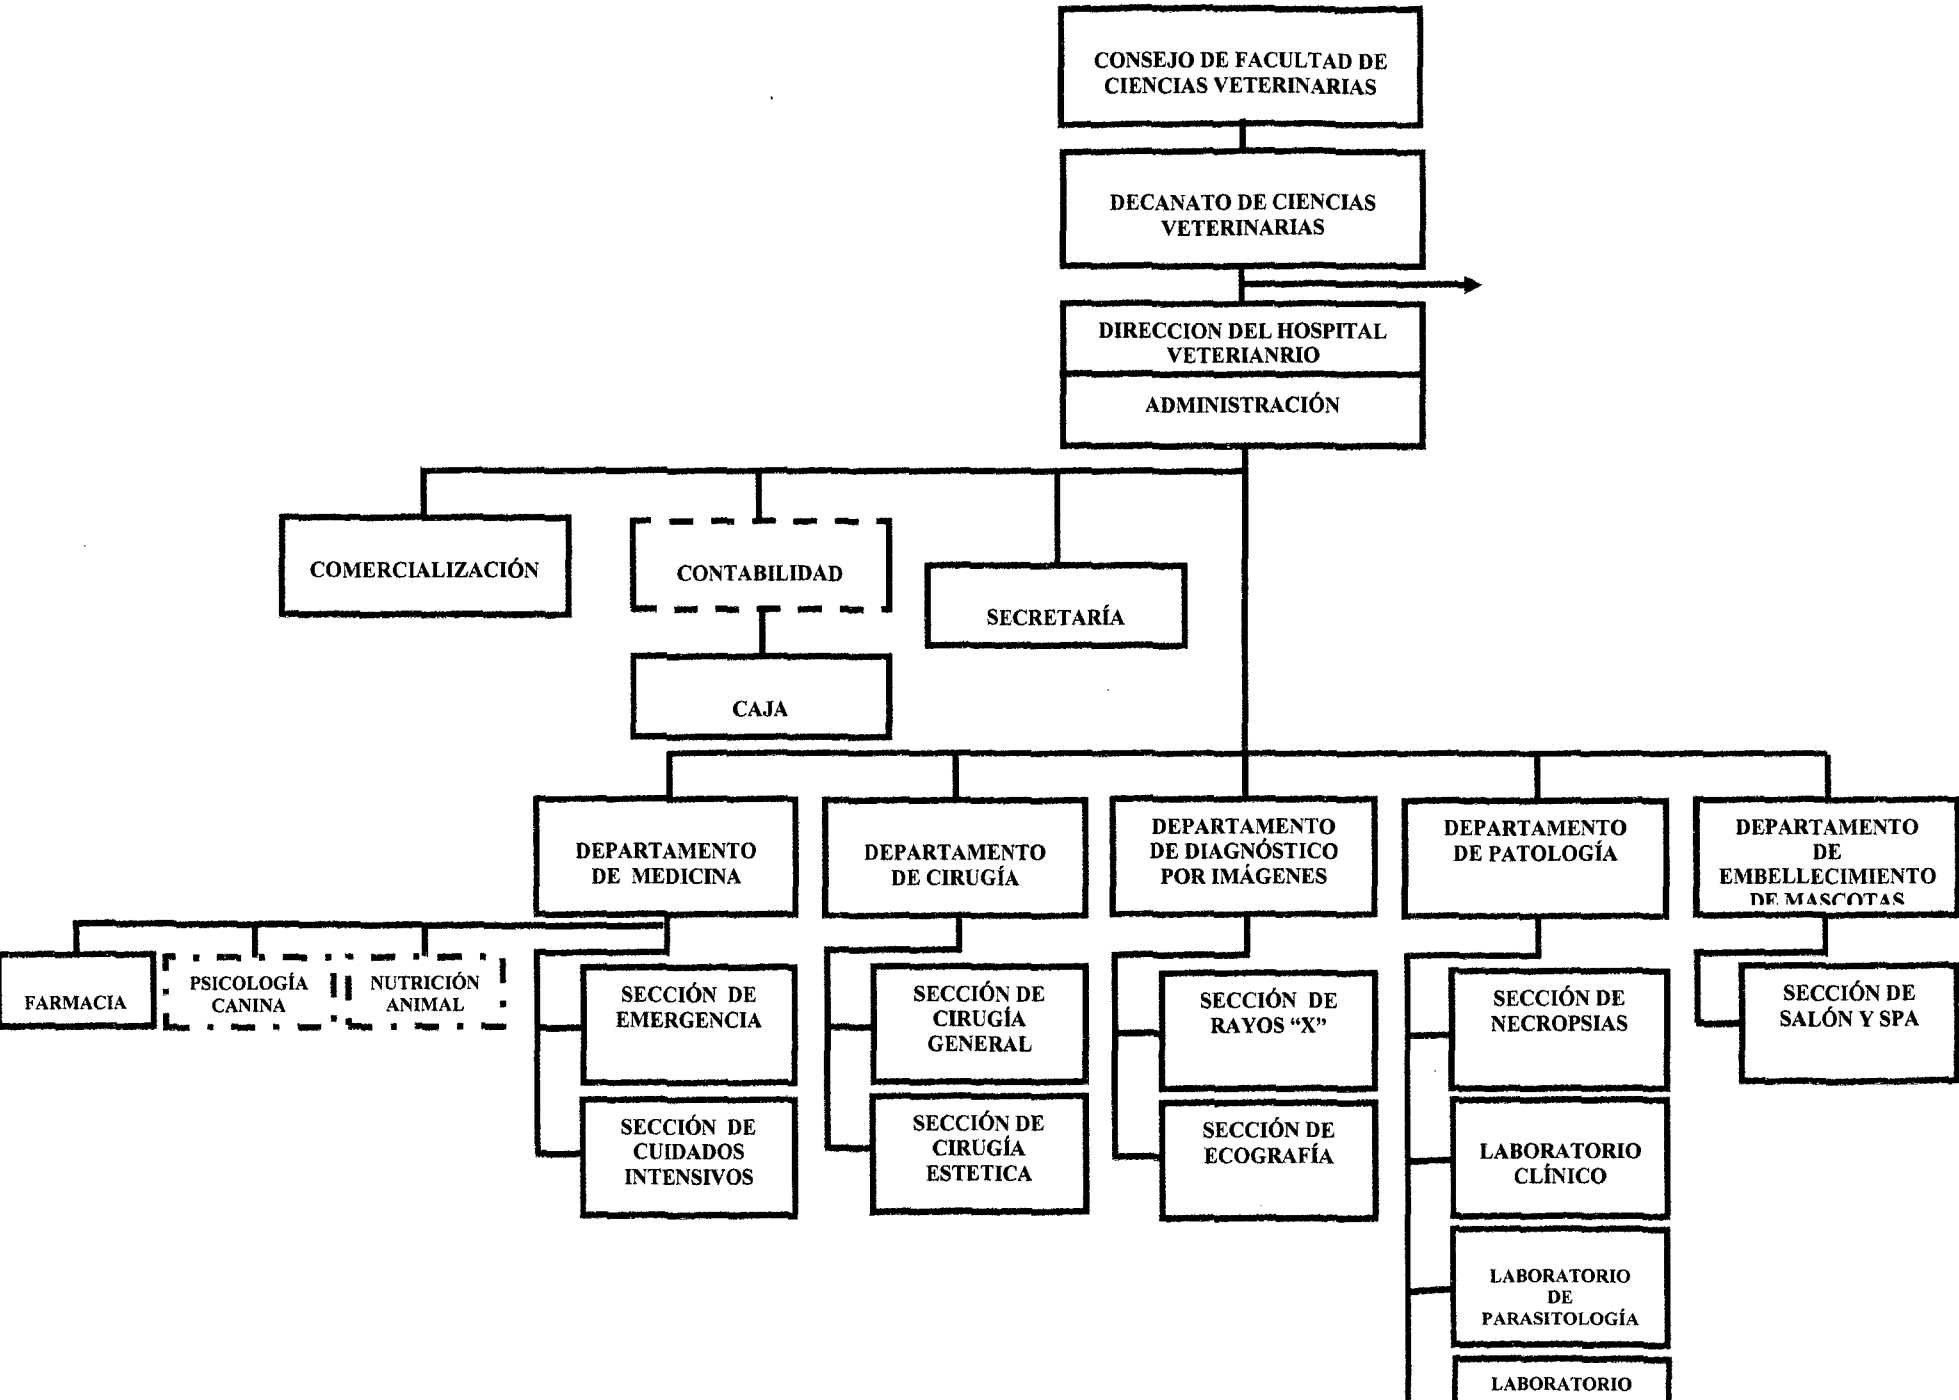 CONSEJO DE FACULTAD DE
CIENCIAS VETERINARIAS
DECANATO DE CIENCIAS
VETERINARIAS
DIRECCION DEL HOSPITAL
VETERIANRIO
ADMINISTRACIÓN
COMERCIALIZACIÓN
CONTABILIDAD
SECRETARÍA
CAJA
DEPARTAMENTO
DE MEDICINA
DEPARTAMENTO
DE CIRUGÍA
DEPARTAMENTO
DE DIAGNÓSTICO
POR IMÁGENES
DEPARTAMENTO
DE PATOLOGÍA
DEPARTAMENTO
DE
EMBELLECIMIENTO
DE MASCOTAS
FARMACIA
PSICOLOGÍA
CANINA
NUTRICIÓN
ANIMAL
SECCIÓN DE
EMERGENCIA
SECCIÓN DE
CUIDADOS
INTENSIVOS
SECCIÓN DE
CIRUGÍA
GENERAL
SECCIÓN DE
CIRUGÍA
ESTETICA
SECCIÓN DE
RAYOS “X”
SECCIÓN DE
ECOGRAFÍA
SECCIÓN DE
NECROPSIAS
LABORATORIO
CLÍNICO
LABORATORIO
DE
PARASITOLOGÍA
LABORATORIO
SECCIÓN DE
SALÓN Y SPA